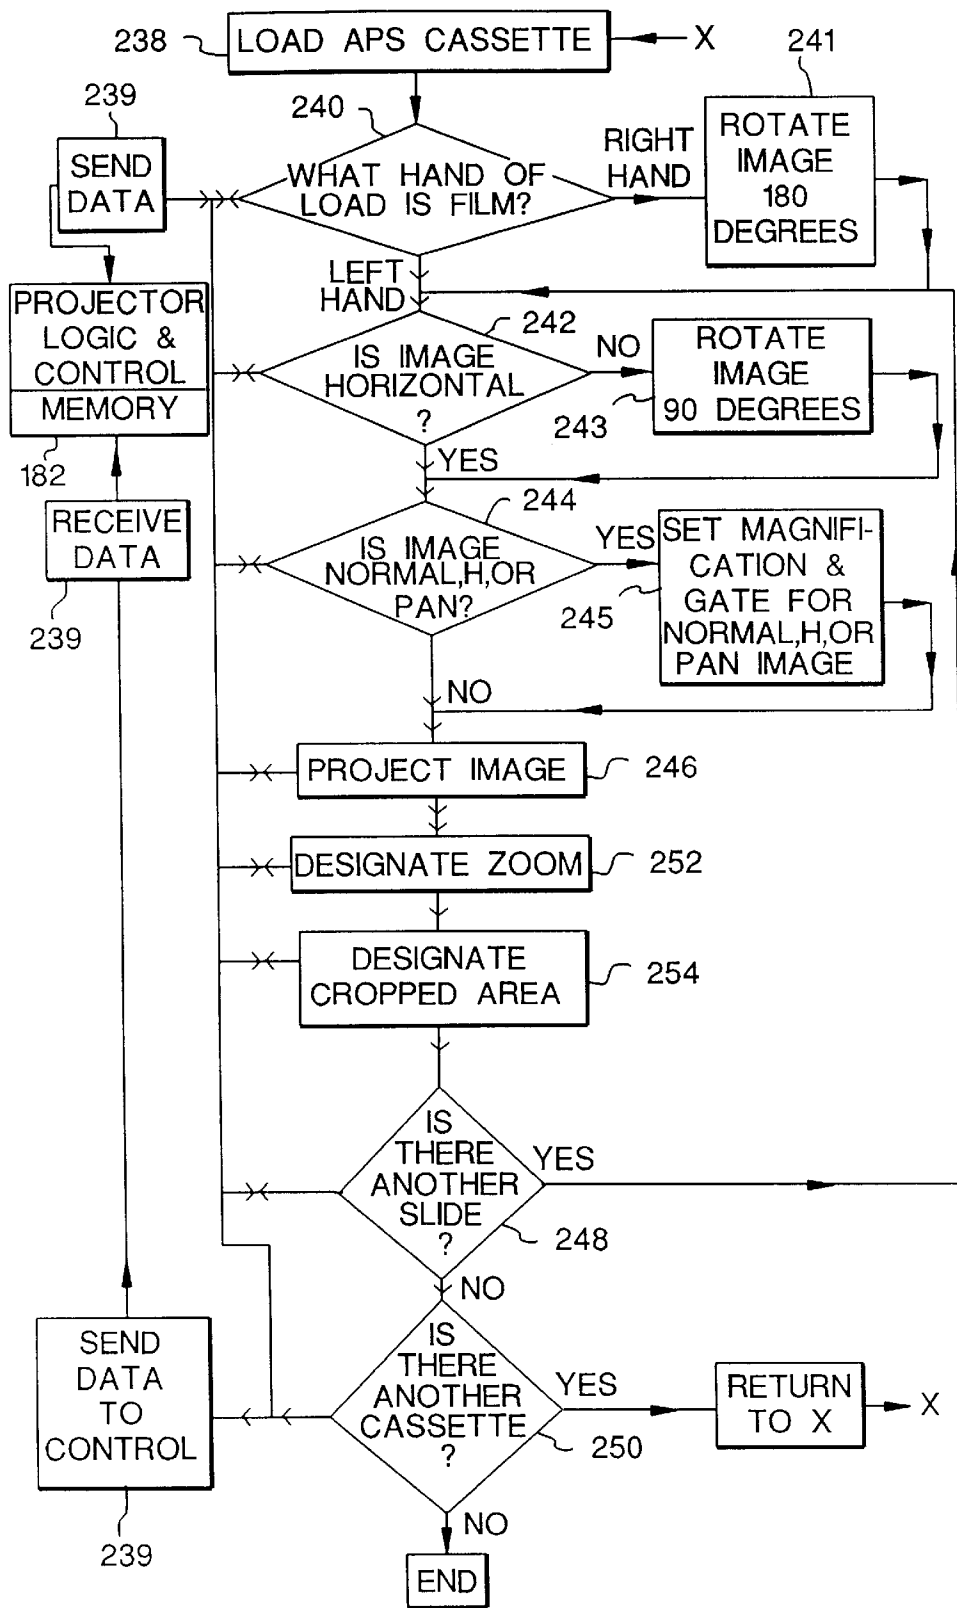 238
LOAD APS CASSETTE
X
241
239
240
SEND
DATA
WHAT HAND OF
LOAD IS FILM?
RIGHT
HAND
ROTATE
IMAGE
180
DEGREES
LEFT
HAND
PROJECTOR
LOGIC &
CONTROL
MEMORY
182
242
IS IMAGE
HORIZONTAL
?
NO
ROTATE
IMAGE
90 DEGREES
243
YES
RECEIVE
DATA
239
244
IS IMAGE
NORMAL,H,OR
PAN?
YES
245
SET MAGNIFI-
CATION &
GATE FOR
NORMAL,H,OR
PAN IMAGE
NO
PROJECT IMAGE
246
DESIGNATE ZOOM
252
DESIGNATE
CROPPED AREA
254
IS
THERE
ANOTHER
SLIDE
?
YES
248
NO
SEND
DATA
TO
CONTROL
239
IS
THERE
ANOTHER
CASSETTE
?
YES
250
RETURN
TO X
X
NO
END